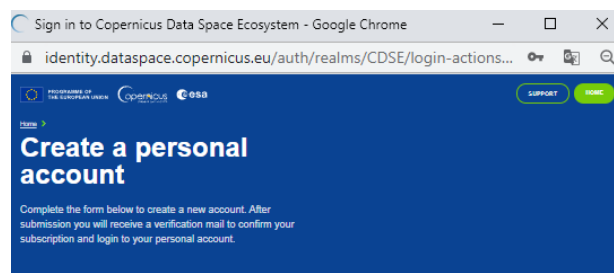 Sign in to Copernicus Data Space Ecosystem - Google Chrome
identity.dataspace.copernicus.eu/auth/realms/CDSE/login-actions...
PROGRAMME OF
THE EUROPEAN UNION
opernicus
esa
SUPPORT
HOME
Home >
Create a personal
account
Complete the form below to create a new account. After
submission you will receive a verification mail to confirm your
subscription and login to your personal account.